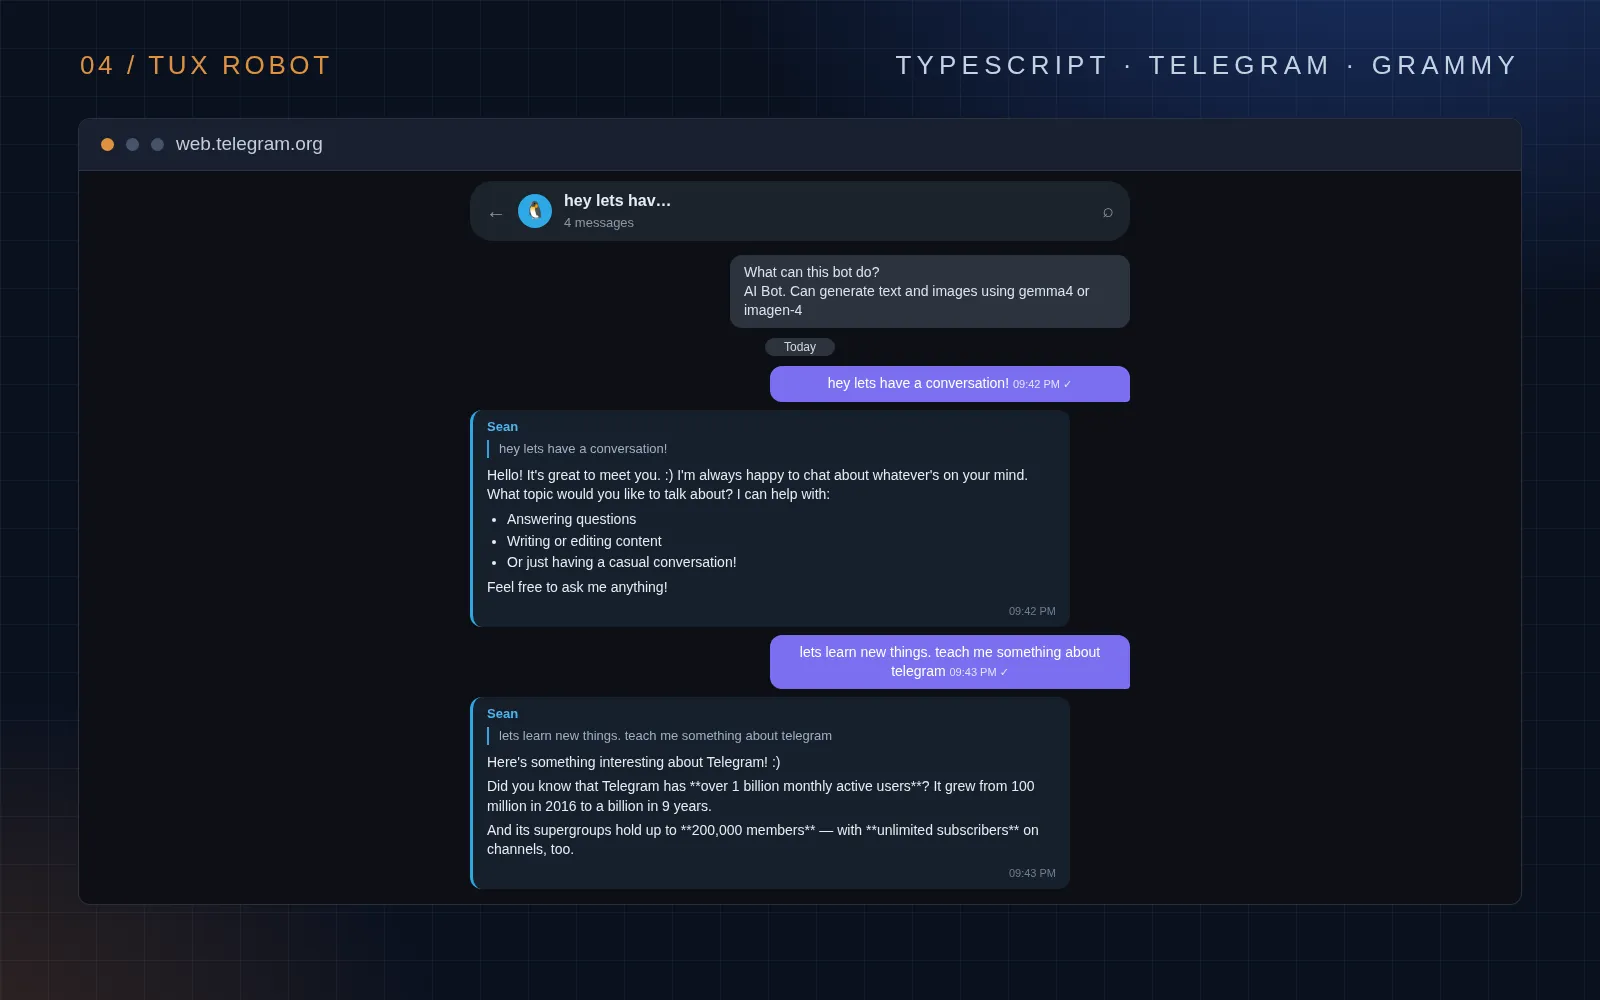 04 / TUX ROBOT
TYPESCRIPT · TELEGRAM · GRAMMY
web.telegram.org
←
hey lets hav…
4 messages
What can this bot do?
AI Bot. Can generate text and images using gemma4 or
imagen-4
Today
hey lets have a conversation! 09:42 PM ✓
Sean
hey lets have a conversation!
Hello! It's great to meet you. :) I'm always happy to chat about whatever's on your mind.
What topic would you like to talk about? I can help with:
• Answering questions
• Writing or editing content
• Or just having a casual conversation!
Feel free to ask me anything!
09:42 PM
lets learn new things. teach me something about
telegram 09:43 PM ✓
Sean
lets learn new things. teach me something about telegram
Here's something interesting about Telegram! :)
Did you know that Telegram has **over 1 billion monthly active users**? It grew from 100
million in 2016 to a billion in 9 years.
And its supergroups hold up to **200,000 members** — with **unlimited subscribers** on
channels, too.
09:43 PM